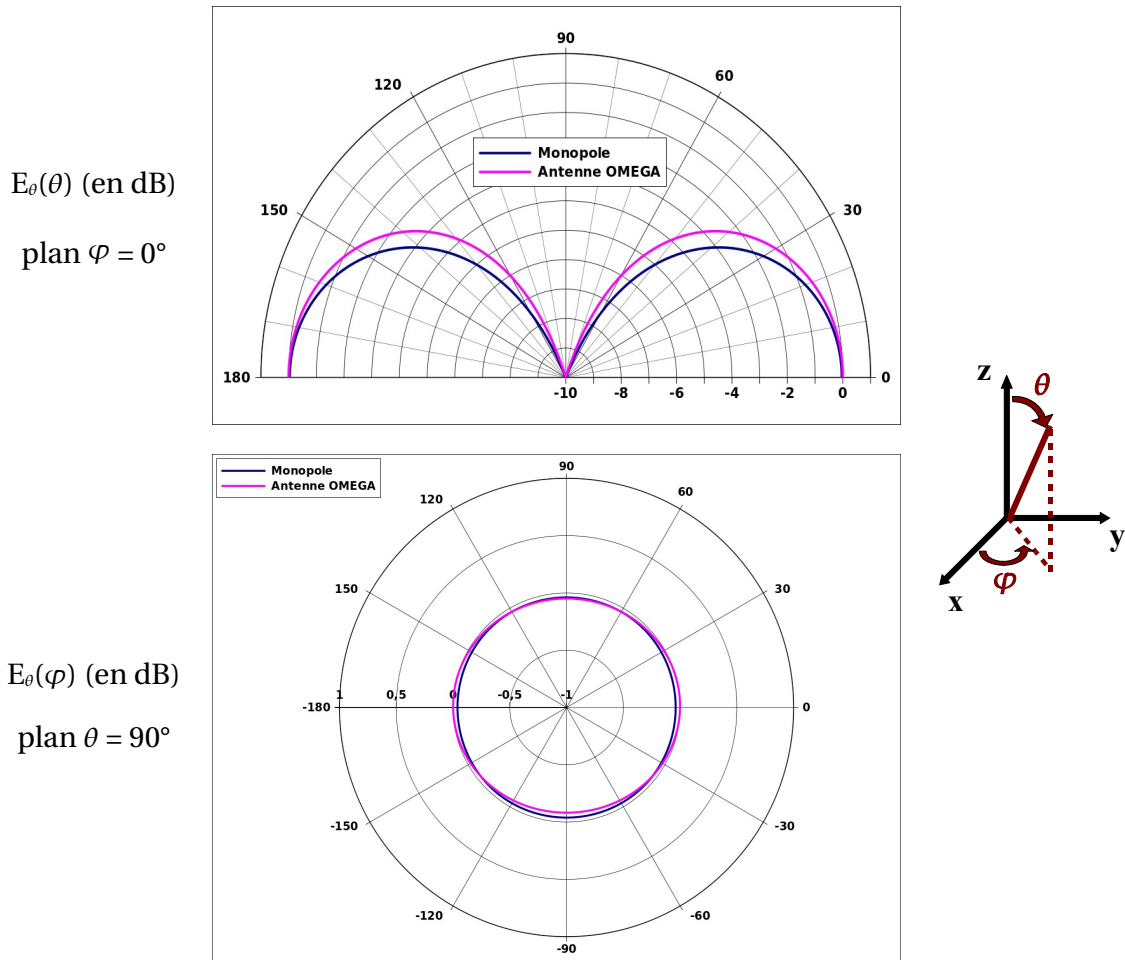 E_θ(θ) (en dB)
plan φ = 0°
90
120
60
150
30
180
0
Monopole
Antenne OMEGA
-10 -8 -6 -4 -2 0
E_θ(φ) (en dB)
plan θ = 90°
Monopole
Antenne OMEGA
90
120
60
150
30
-180
0
1 0,5 0 -0,5 -1
-150
-30
-120
-60
-90
z
θ
y
φ
x